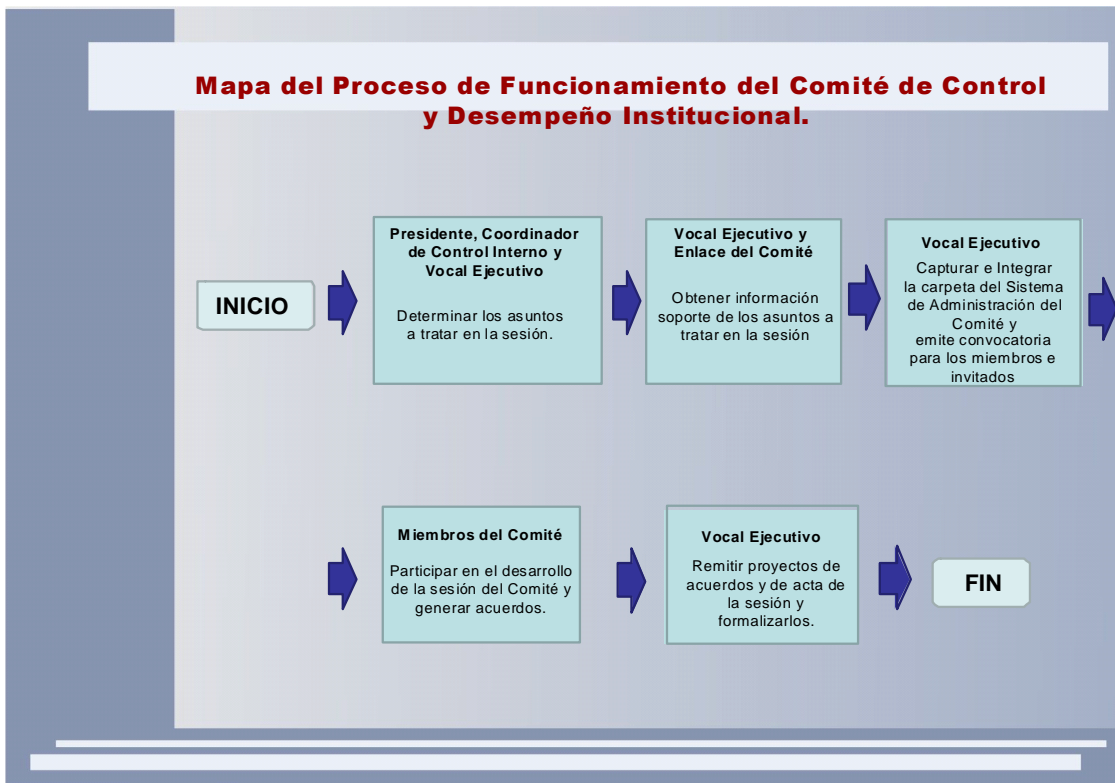 Mapa del Proceso de Funcionamiento del Comité de Control
y Desempeño Institucional.
INICIO
Presidente, Coordinador
de Control Interno y
Vocal Ejecutivo
Determinar los asuntos
a tratar en la sesión.
Vocal Ejecutivo y
Enlace del Comité
Obtener información
soporte de los asuntos a
tratar en la sesión
Vocal Ejecutivo
Capturar e Integrar
la carpeta del Sistema
de Administración del
Comité y
emite convocatoria
para los miembros e
invitados
Miembros del Comité
Participar en el desarrollo
de la sesión del Comité y
generar acuerdos.
Vocal Ejecutivo
Remitir proyectos de
acuerdos y de acta de
la sesión y
formalizarlos.
FIN